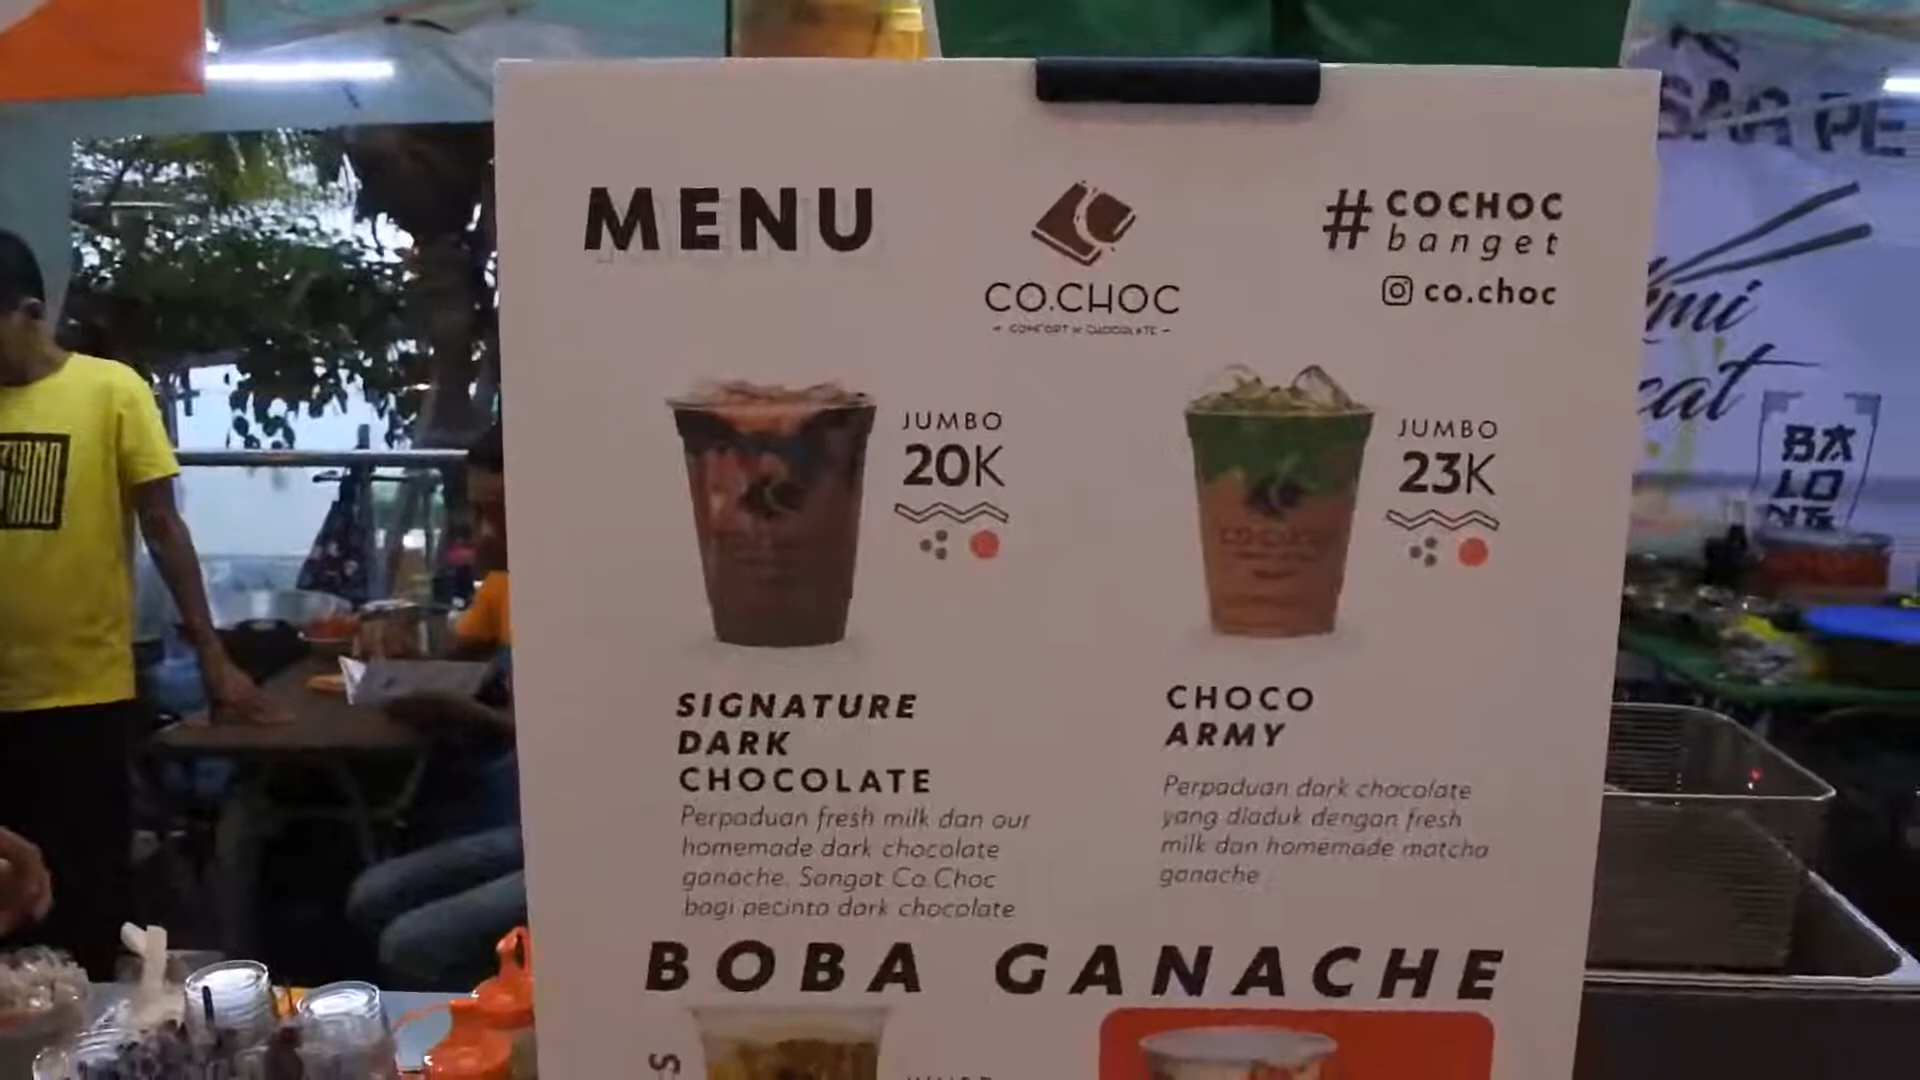 MENU
CO.CHOC
COMFORT in CHOCOLATE
# COCHOC
banget
co.choc
JUMBO
20K
JUMBO
23K
SIGNATURE
DARK
CHOCOLATE
Perpaduan fresh milk dan our
homemade dark chocolate
ganache. Sangat Co.Choc
bagi pecinta dark chocolate
CHOCO
ARMY
Perpaduan dark chocolate
yang diaduk dengan fresh
milk dan homemade matcha
ganache
BOBA GANACHE
BA
LO